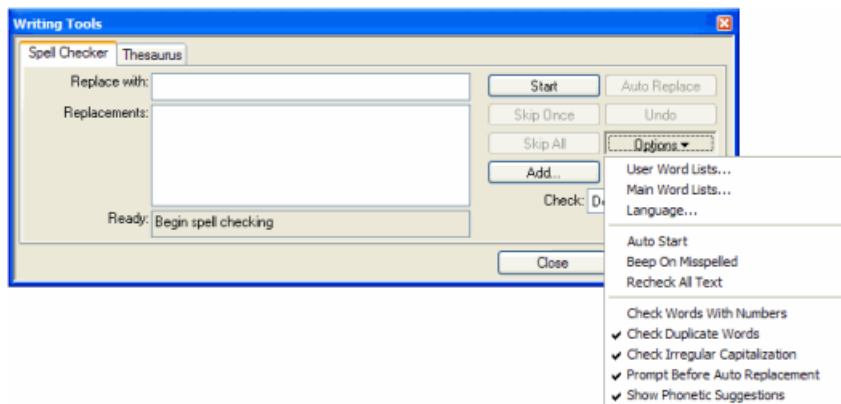 Writing Tools
Spell Checker Thesaurus
Replace with: Start Auto Replace
Replacements: Skip Once Undo
Skip All Options
Add...
Check:
Ready: Begin spell checking
Close
User Word Lists...
Main Word Lists...
Language...
Auto Start
Beep On Misspelled
Recheck All Text
Check Words With Numbers
Check Duplicate Words
Check Irregular Capitalization
Prompt Before Auto Replacement
Show Phonetic Suggestions